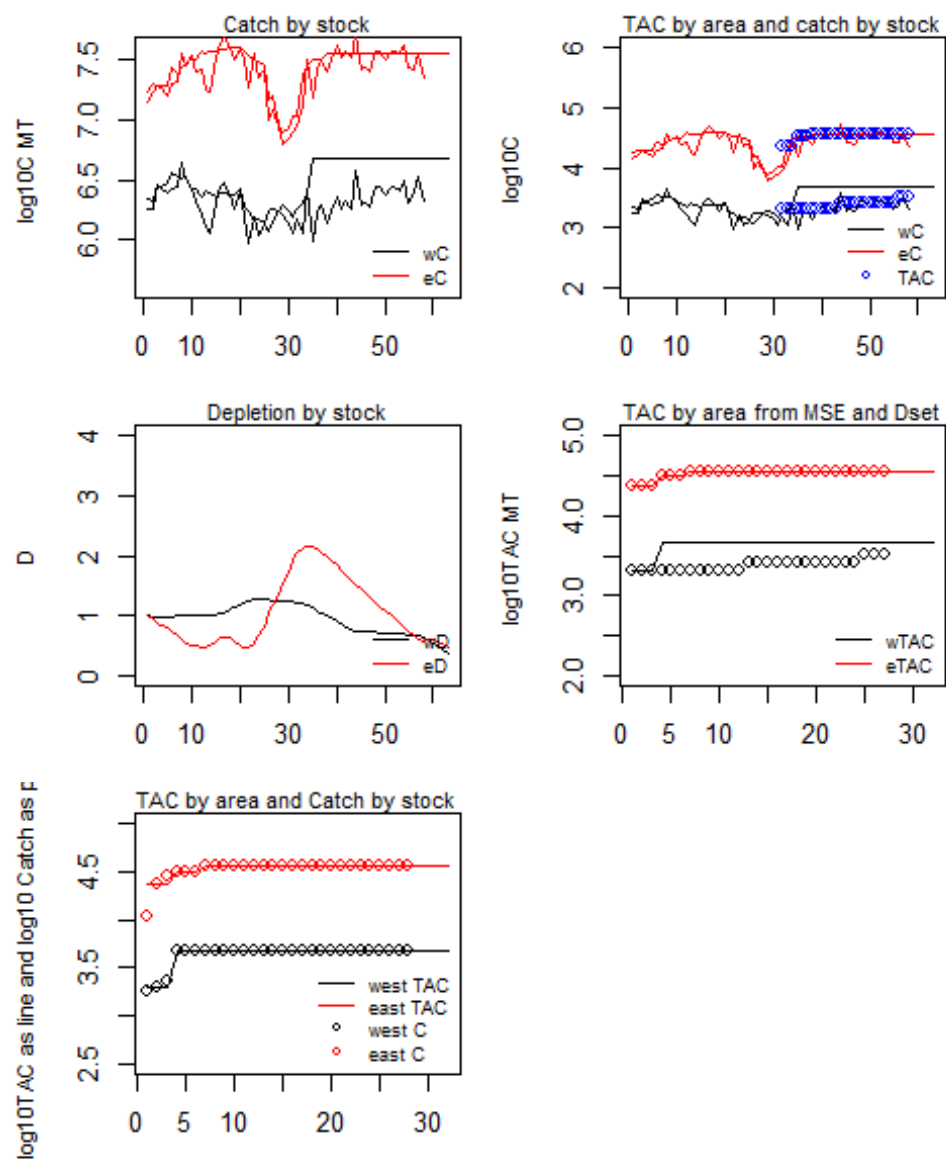 Catch by stock
log10C MT
7.5
7.0
6.5
6.0
wC
eC
0 10 30 50
TAC by area and catch by stock
log10C
6
5
4
3
2
wC
eC
TAC
0 10 30 50
Depletion by stock
D
4
3
2
1
0
wD
eD
0 10 30 50
TAC by area from MSE and Dset
log10TAC MT
5.0
4.0
3.0
2.0
wTAC
eTAC
0 5 10 20 30
TAC by area and Catch by stock
log10TAC as line and log10 Catch as p
4.5
3.5
2.5
west TAC
east TAC
west C
east C
0 5 10 20 30